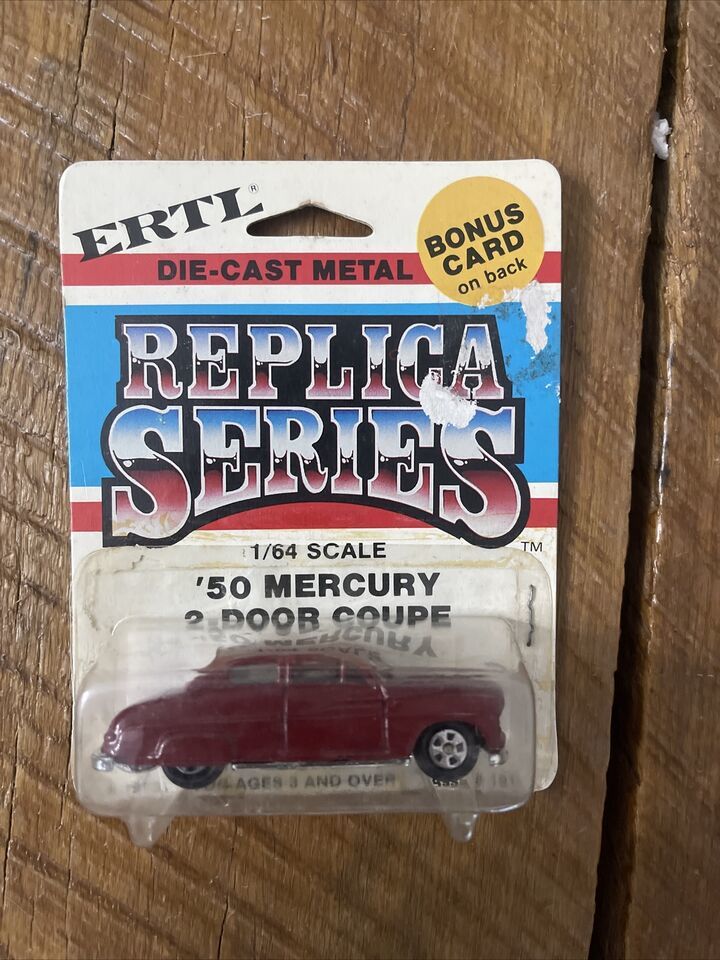 ERTL®
BONUS
CARD
on back
DIE-CAST METAL
REPLICA
SERIES
TM
1/64 SCALE
'50 MERCURY
2-DOOR COUPE
AGES 3 AND OVER